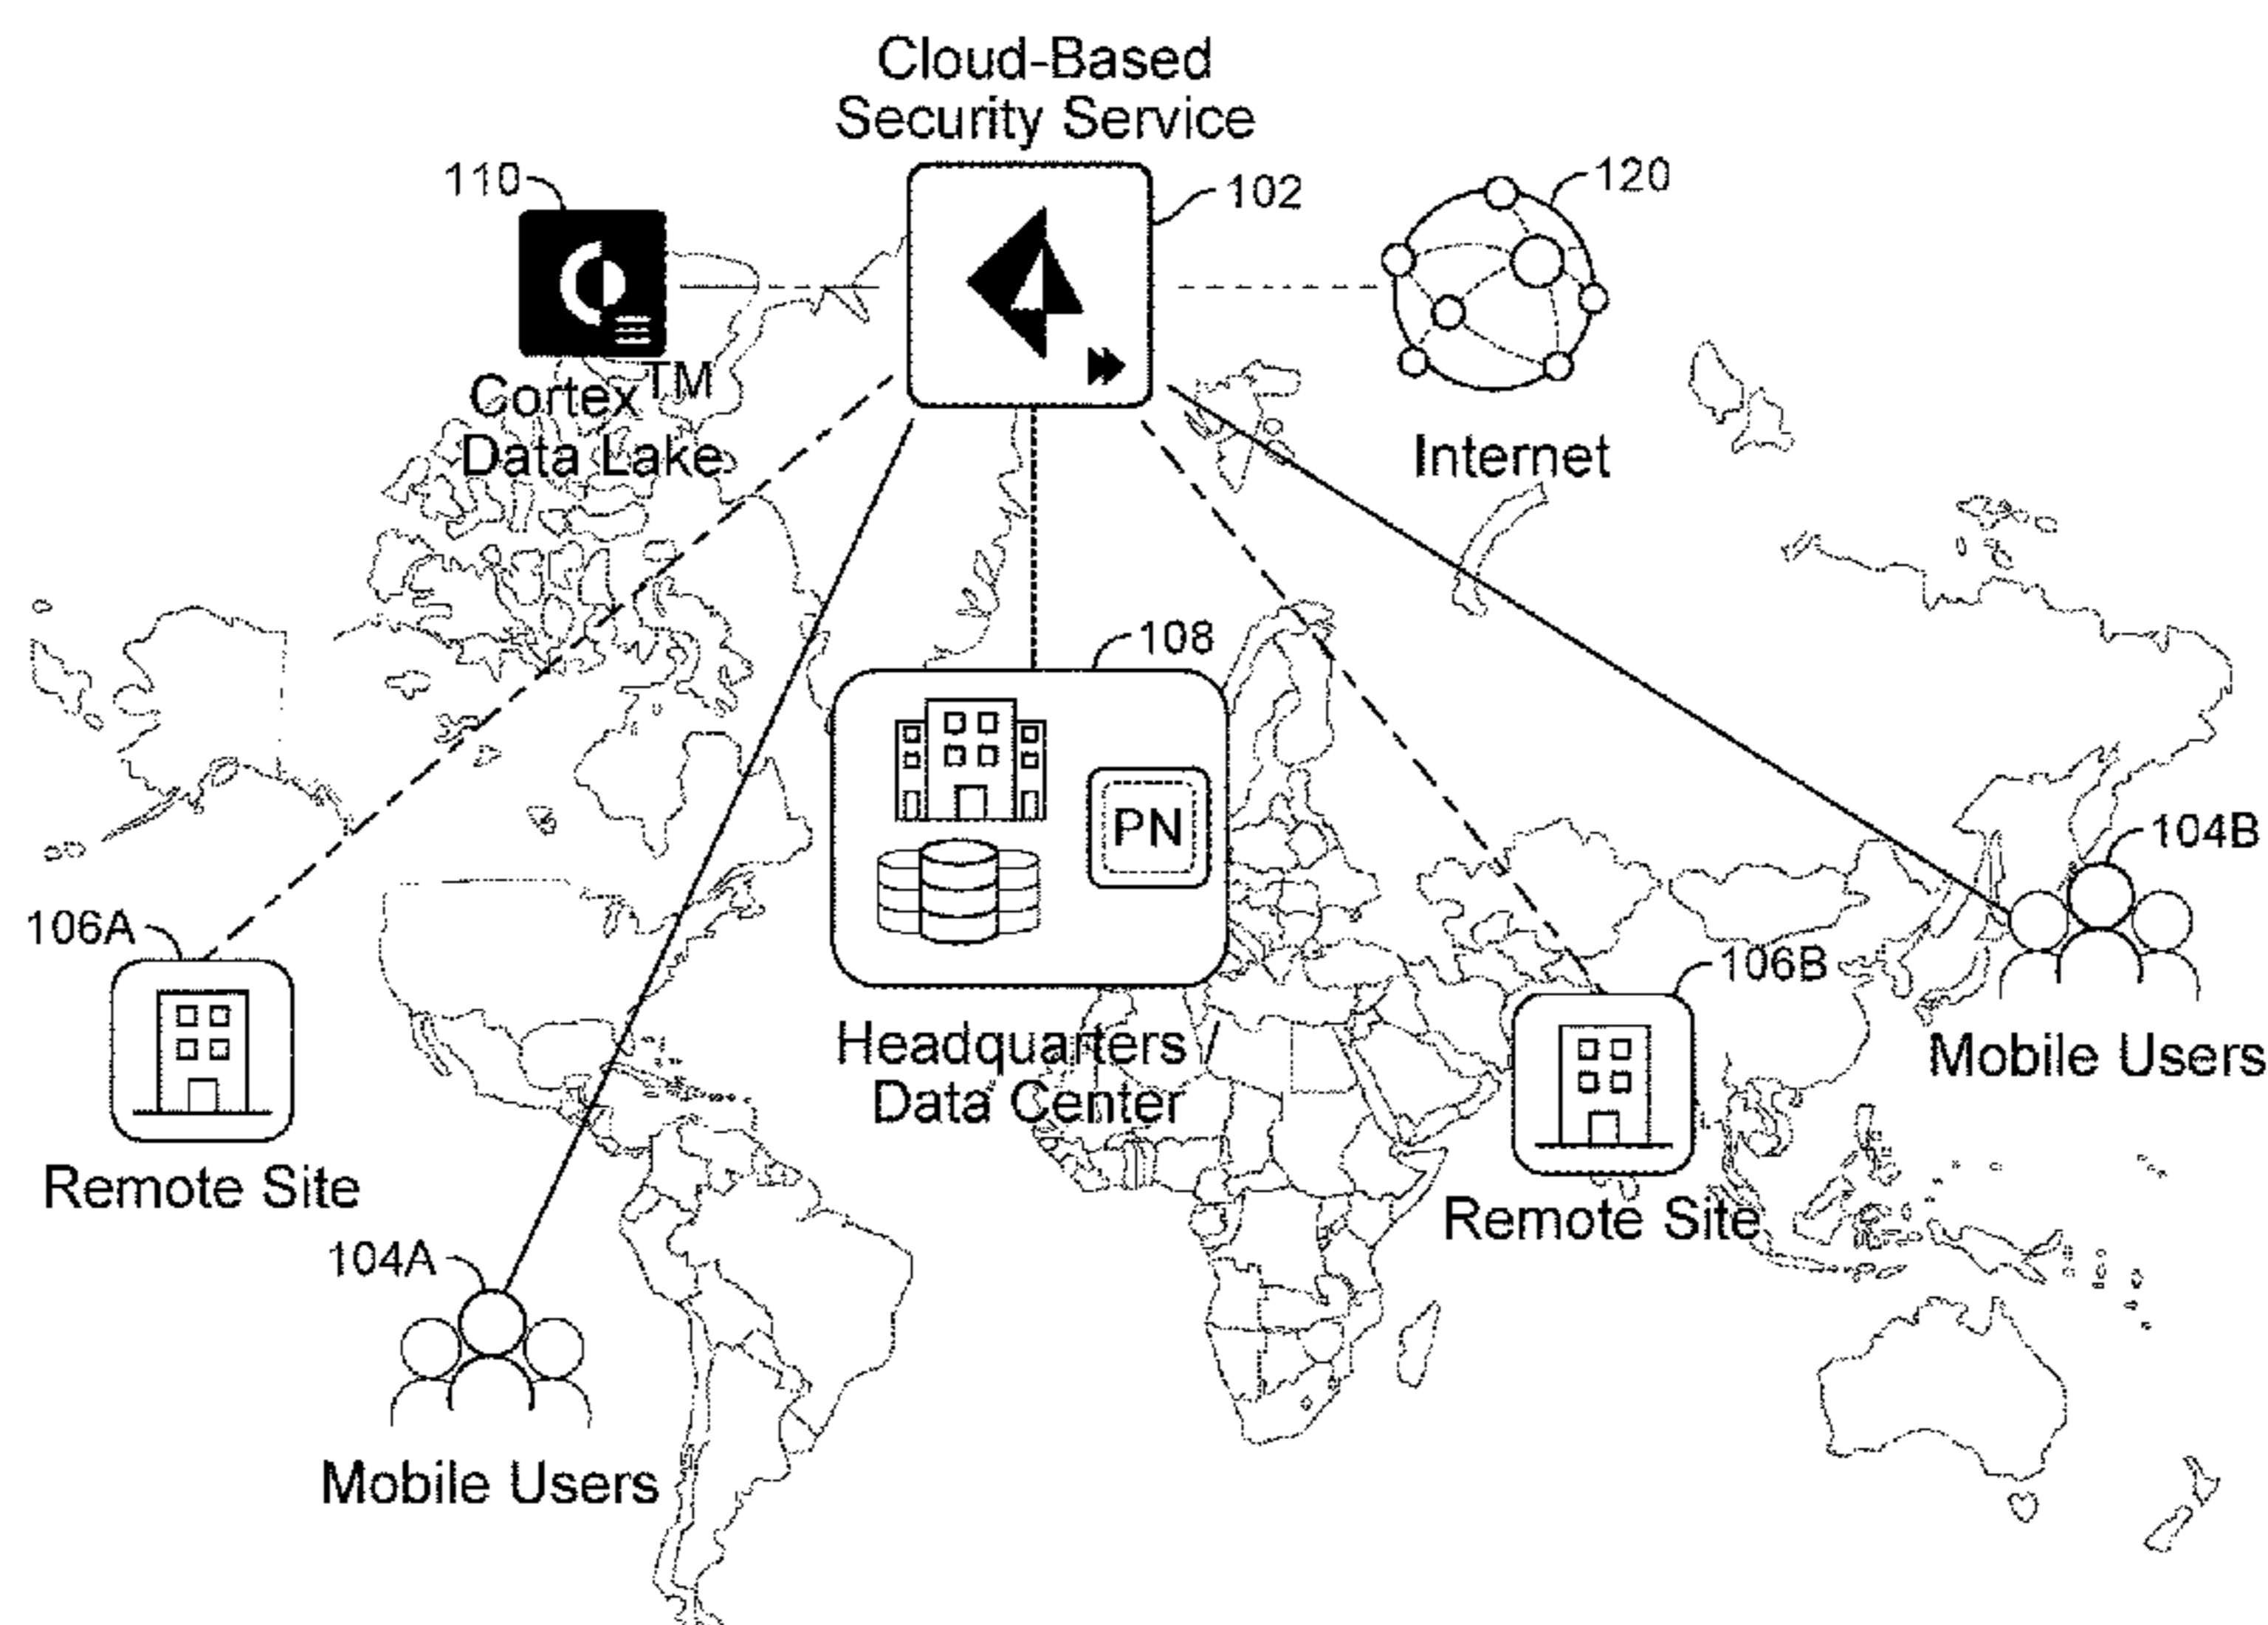 Cloud-Based
Security Service
110
102
120
Cortex™
Data Lake
Internet
108
PN
104B
106A
106B
Headquarters
Data Center
Mobile Users
Remote Site
Remote Site
104A
Mobile Users